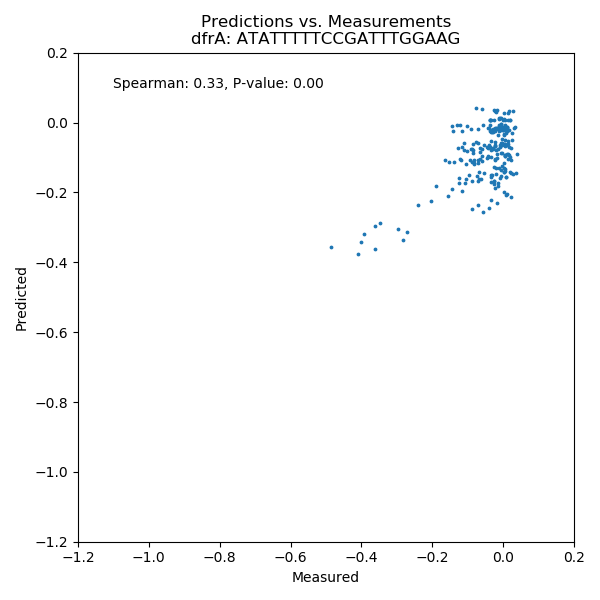 Predictions vs. Measurements
dfrA: ATATTTTTCCGATTTGGAAG
Spearman: 0.33, P-value: 0.00
0.2
0.0
−0.2
−0.4
−0.6
−0.8
−1.0
−1.2
Predicted
−1.2 −1.0 −0.8 −0.6 −0.4 −0.2 0.0 0.2
Measured